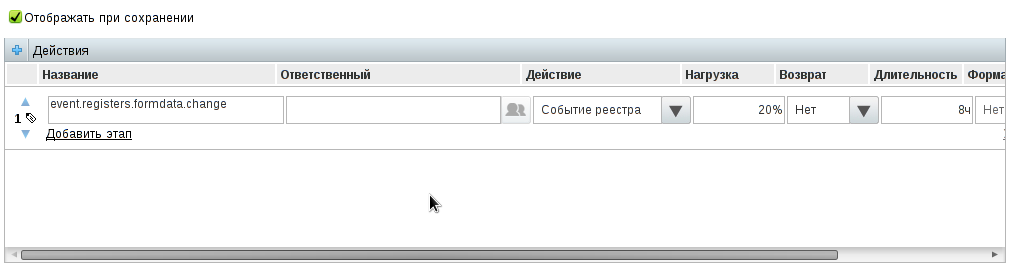 Отображать при сохранении
Действия
Название Ответственный Действие Нагрузка Возврат Длительность Форма
1 event.registers.formdata.change Событие реестра 20% Нет 8ч Нет
Добавить этап